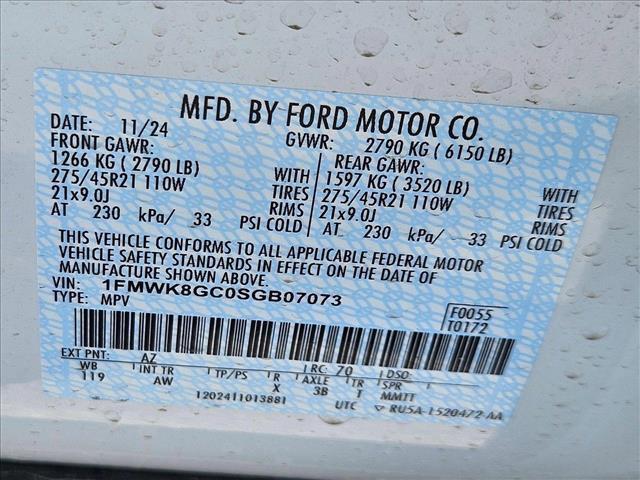 MFD. BY FORD MOTOR CO.
DATE: 11/24 GVWR: 2790 KG ( 6150 LB)
FRONT GAWR: REAR GAWR:
1266 KG ( 2790 LB) 1597 KG ( 3520 LB) WITH
275/45R21 110W WITH 275/45R21 110W TIRES
21x9.0J TIRES 21x9.0J RIMS
AT 230 kPa/ 33 RIMS PSI COLD AT 230 kPa/ 33 PSI COLD
THIS VEHICLE CONFORMS TO ALL APPLICABLE FEDERAL MOTOR
VEHICLE SAFETY STANDARDS IN EFFECT ON THE DATE OF
MANUFACTURE SHOWN ABOVE.
VIN: 1FMWK8GC0SGB07073
TYPE: MPV
F0055
T0172
EXT PNT: AZ RC: 70 DSO:
WB INT TR TP/PS R AXLE TR SPR
119 AW X 3B T MMTT
1202411013881 UTC RU5A-1520472-AA